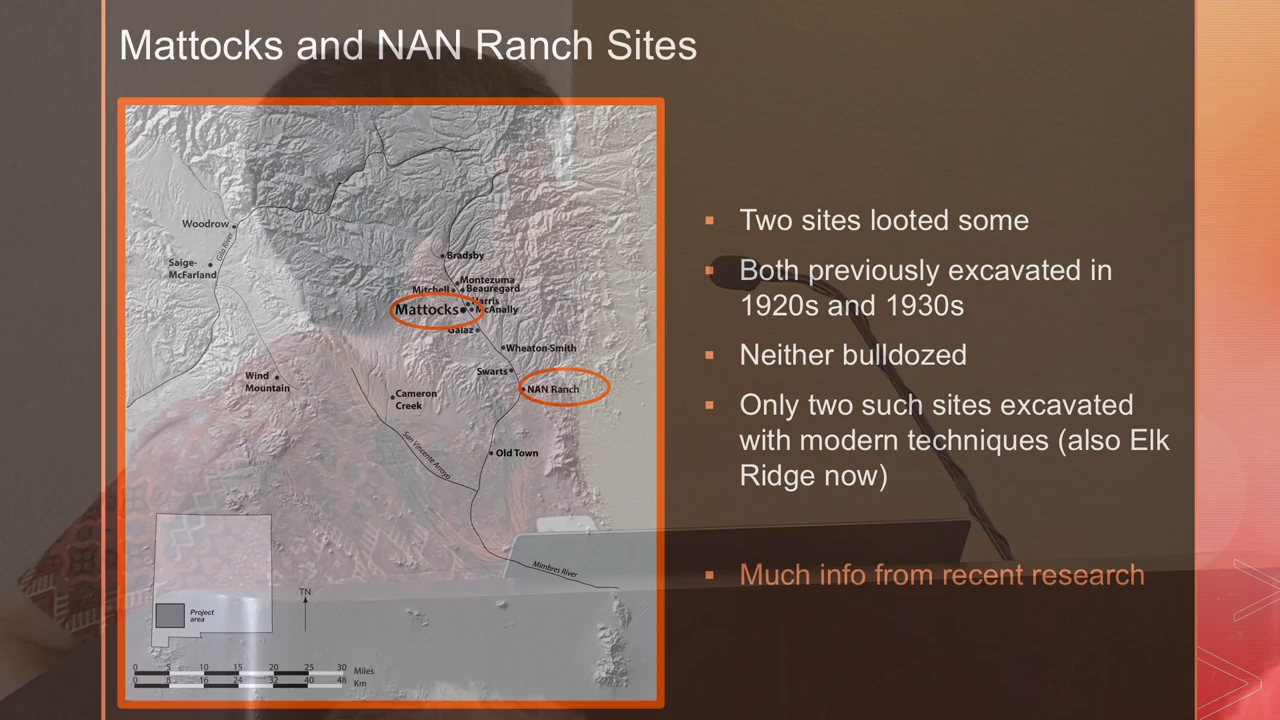 Mattocks and NAN Ranch Sites
Woodrow
Gila River
Saige-
McFarland
Bradsby
Montezuma
Mitchell
Beauregard
Harris
Mattocks
McAnally
Galaz
Wheaton-Smith
Swarts
NAN Ranch
Wind
Mountain
Cameron
Creek
San Vincente Arroyo
Old Town
Mimbres River
Project
area
TN
0 5 10 15 20 25 30 Miles
0 8 16 24 32 40 48 Km
▪ Two sites looted some
▪ Both previously excavated in
1920s and 1930s
▪ Neither bulldozed
▪ Only two such sites excavated
with modern techniques (also Elk
Ridge now)
▪ Much info from recent research